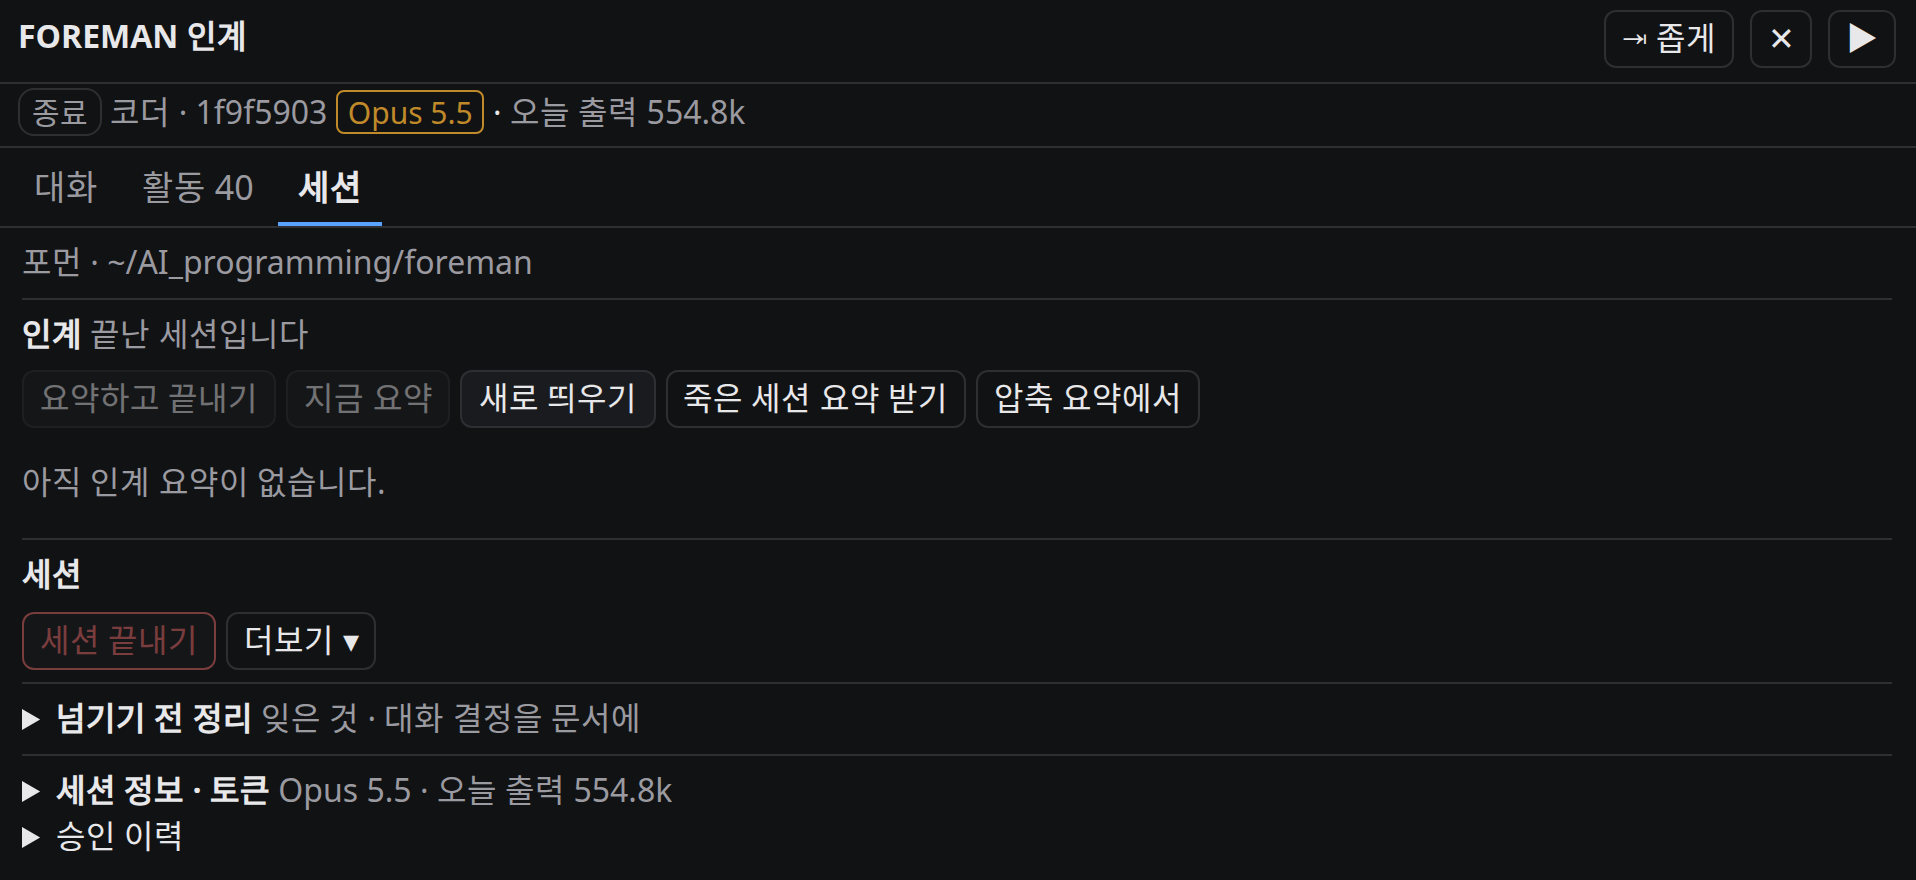 FOREMAN 인계
⇥ 좁게 ✕ ▶
종료 코더 · 1f9f5903 Opus 5.5 · 오늘 출력 554.8k
대화 활동 40 세션
포먼 · ~/AI_programming/foreman
인계 끝난 세션입니다
요약하고 끝내기 지금 요약 새로 띄우기 죽은 세션 요약 받기 압축 요약에서
아직 인계 요약이 없습니다.
세션
세션 끝내기 더보기 ▾
▶ 넘기기 전 정리 잊은 것 · 대화 결정을 문서에
▶ 세션 정보 · 토큰 Opus 5.5 · 오늘 출력 554.8k
▶ 승인 이력